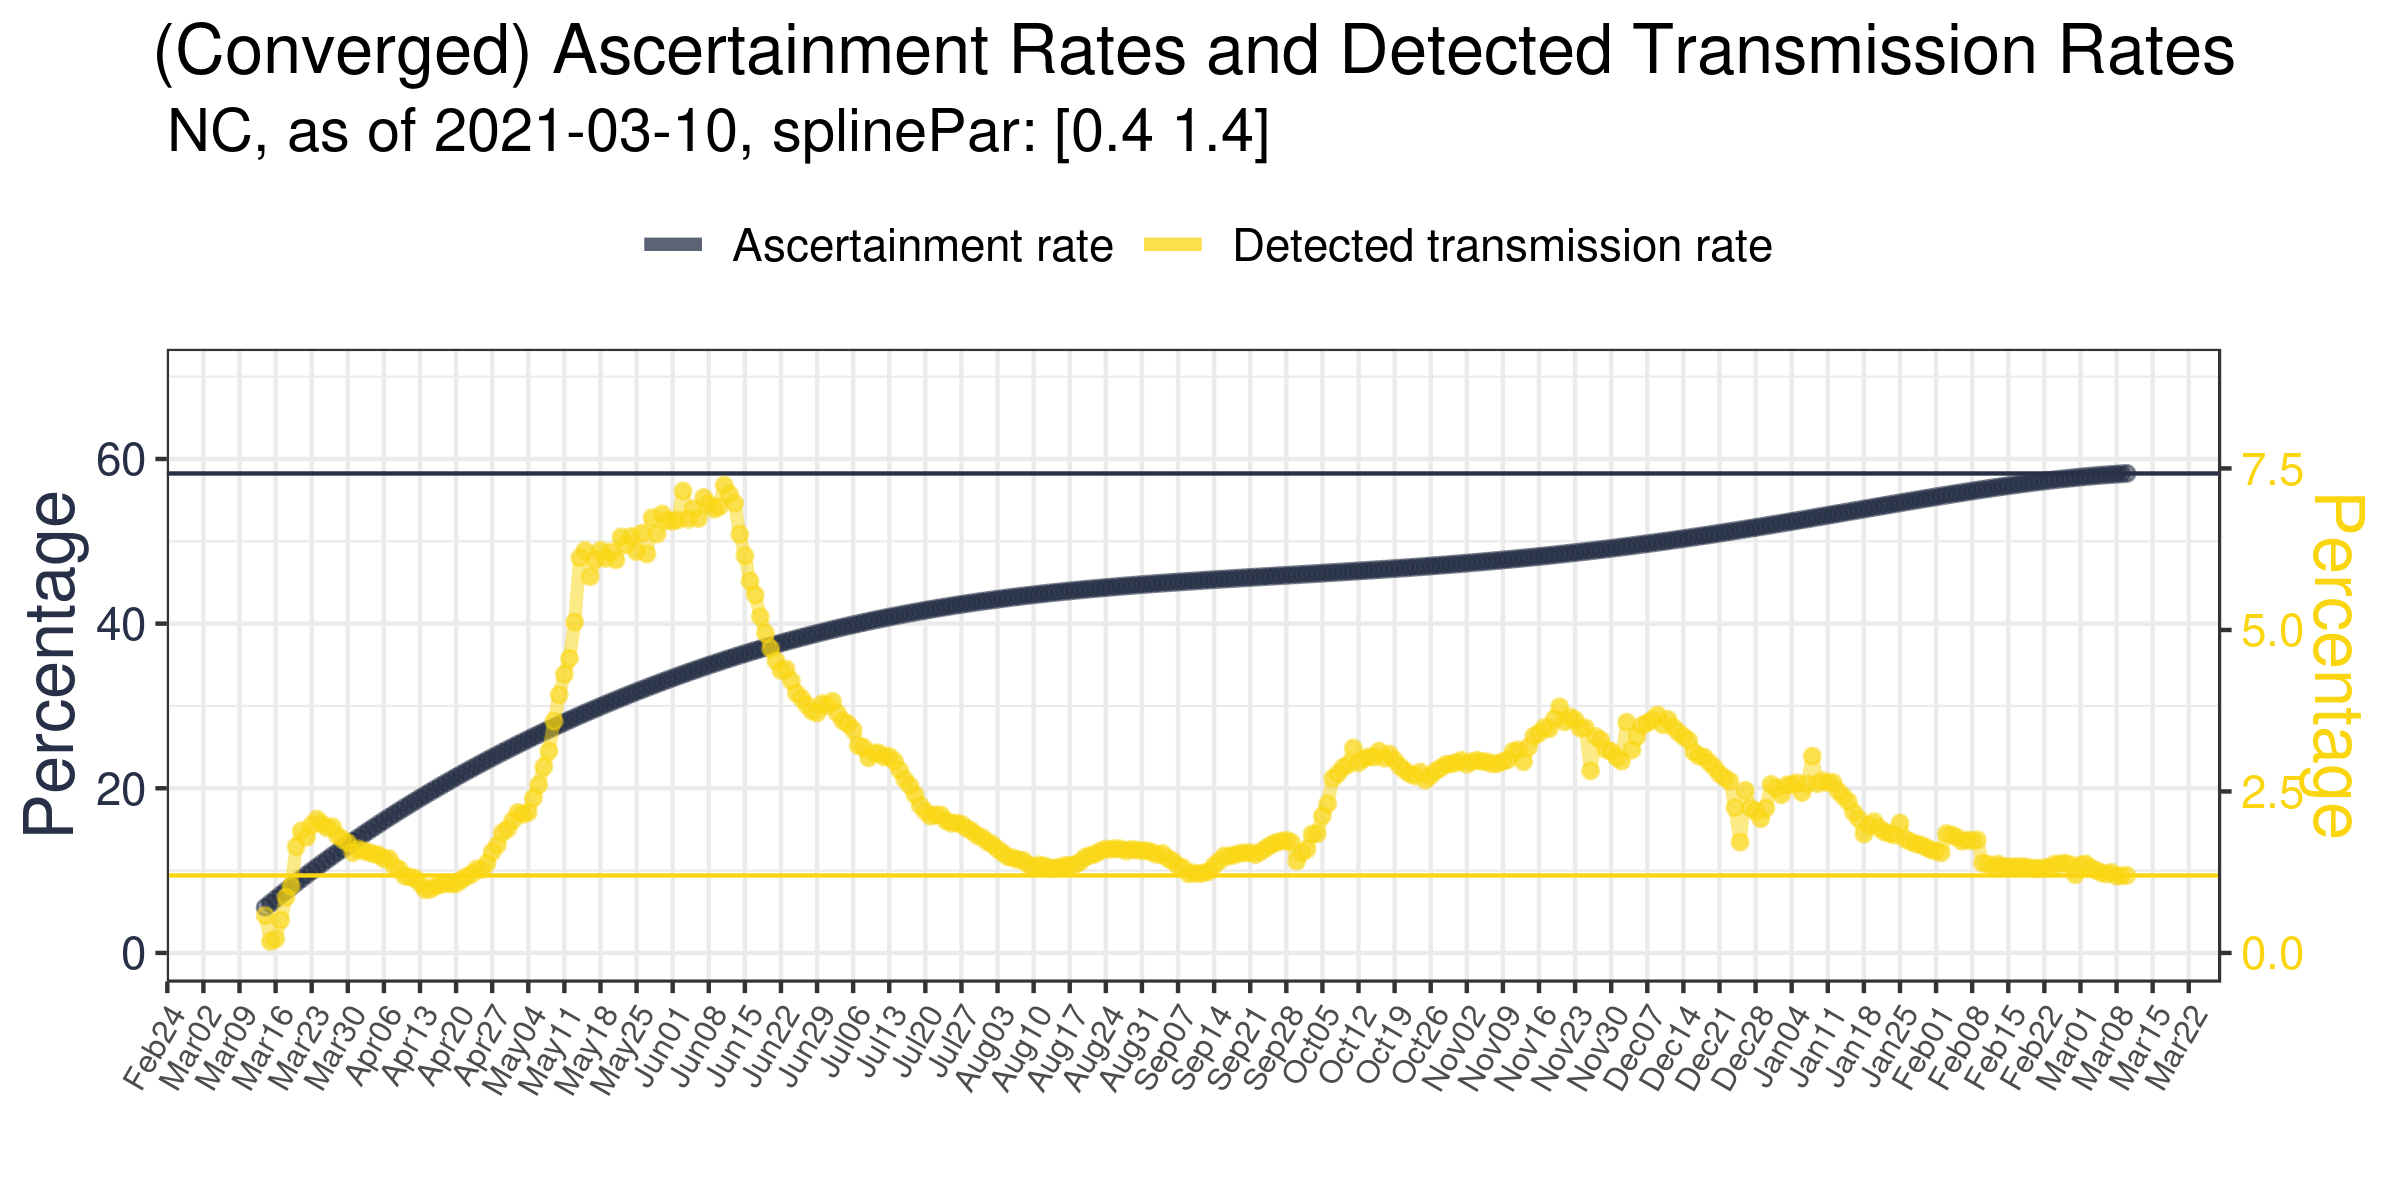 (Converged) Ascertainment Rates and Detected Transmission Rates
NC, as of 2021-03-10, splinePar: [0.4 1.4]
Ascertainment rate
Detected transmission rate
Percentage
60
40
20
0
7.5
5.0
2.5
0.0
Percentage
Feb24
Mar02
Mar09
Mar16
Mar23
Mar30
Apr06
Apr13
Apr20
Apr27
May04
May11
May18
May25
Jun01
Jun08
Jun15
Jun22
Jun29
Jul06
Jul13
Jul20
Jul27
Aug03
Aug10
Aug17
Aug24
Aug31
Sep07
Sep14
Sep21
Sep28
Oct05
Oct12
Oct19
Oct26
Nov02
Nov09
Nov16
Nov23
Nov30
Dec07
Dec14
Dec21
Dec28
Jan04
Jan11
Jan18
Jan25
Feb01
Feb08
Feb15
Feb22
Mar01
Mar08
Mar15
Mar22